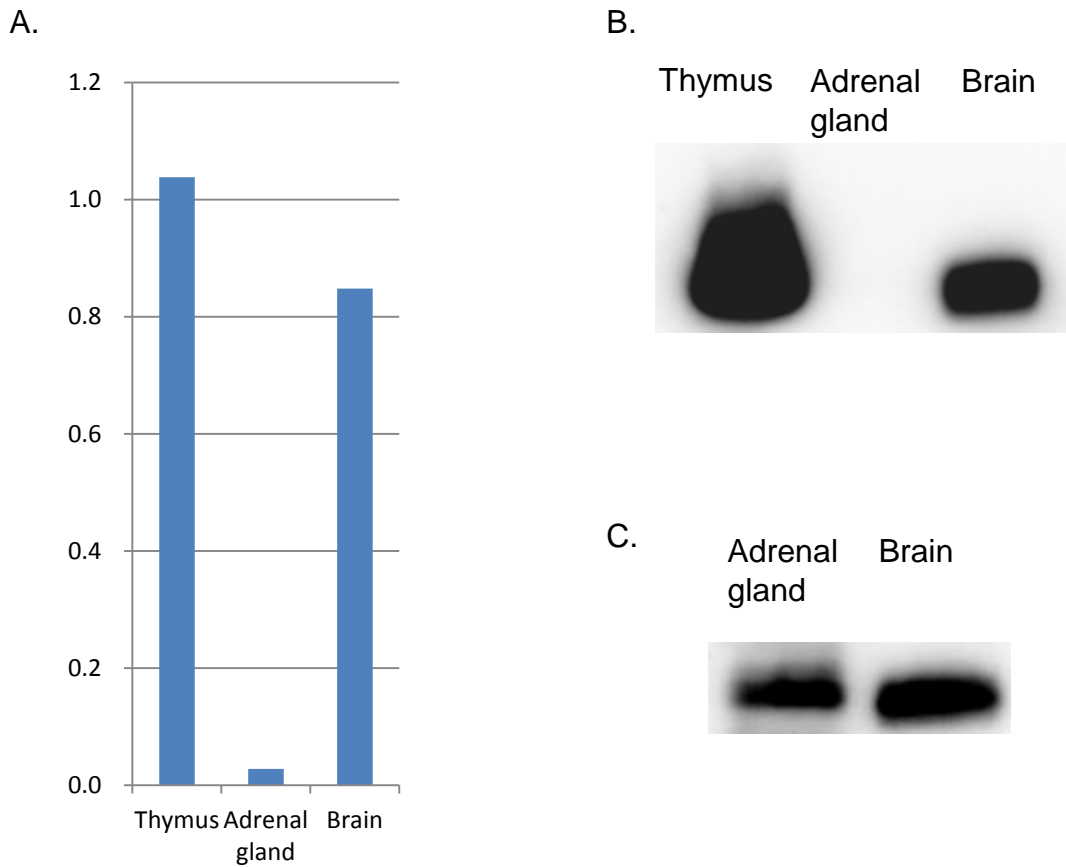 A.
1.2
1.0
0.8
0.6
0.4
0.2
0.0
Thymus Adrenal Brain
gland
B.
Thymus Adrenal Brain
gland
C.
Adrenal Brain
gland